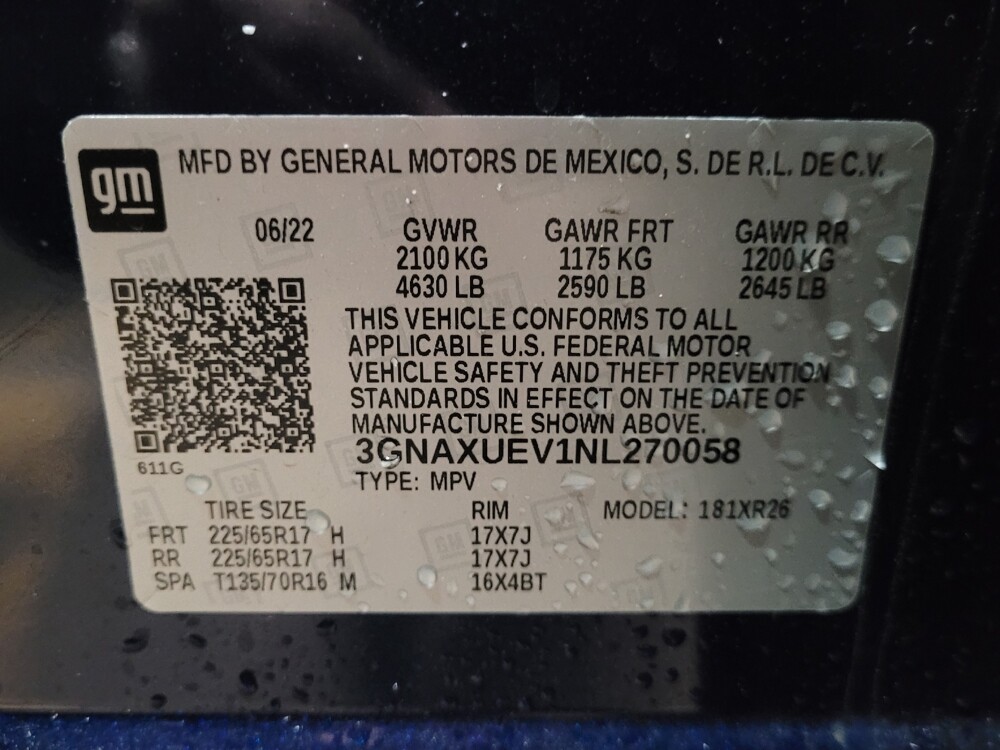 gm
MFD BY GENERAL MOTORS DE MEXICO, S. DE R.L. DE C.V.
06/22 GVWR GAWR FRT GAWR RR
2100 KG 1175 KG 1200 KG
4630 LB 2590 LB 2645 LB
THIS VEHICLE CONFORMS TO ALL
APPLICABLE U.S. FEDERAL MOTOR
VEHICLE SAFETY AND THEFT PREVENTION
STANDARDS IN EFFECT ON THE DATE OF
MANUFACTURE SHOWN ABOVE.
3GNAXUEV1NL270058
611G
TYPE: MPV
TIRE SIZE RIM MODEL: 181XR26
FRT 225/65R17 H 17X7J
RR 225/65R17 H 17X7J
SPA T135/70R16 M 16X4BT